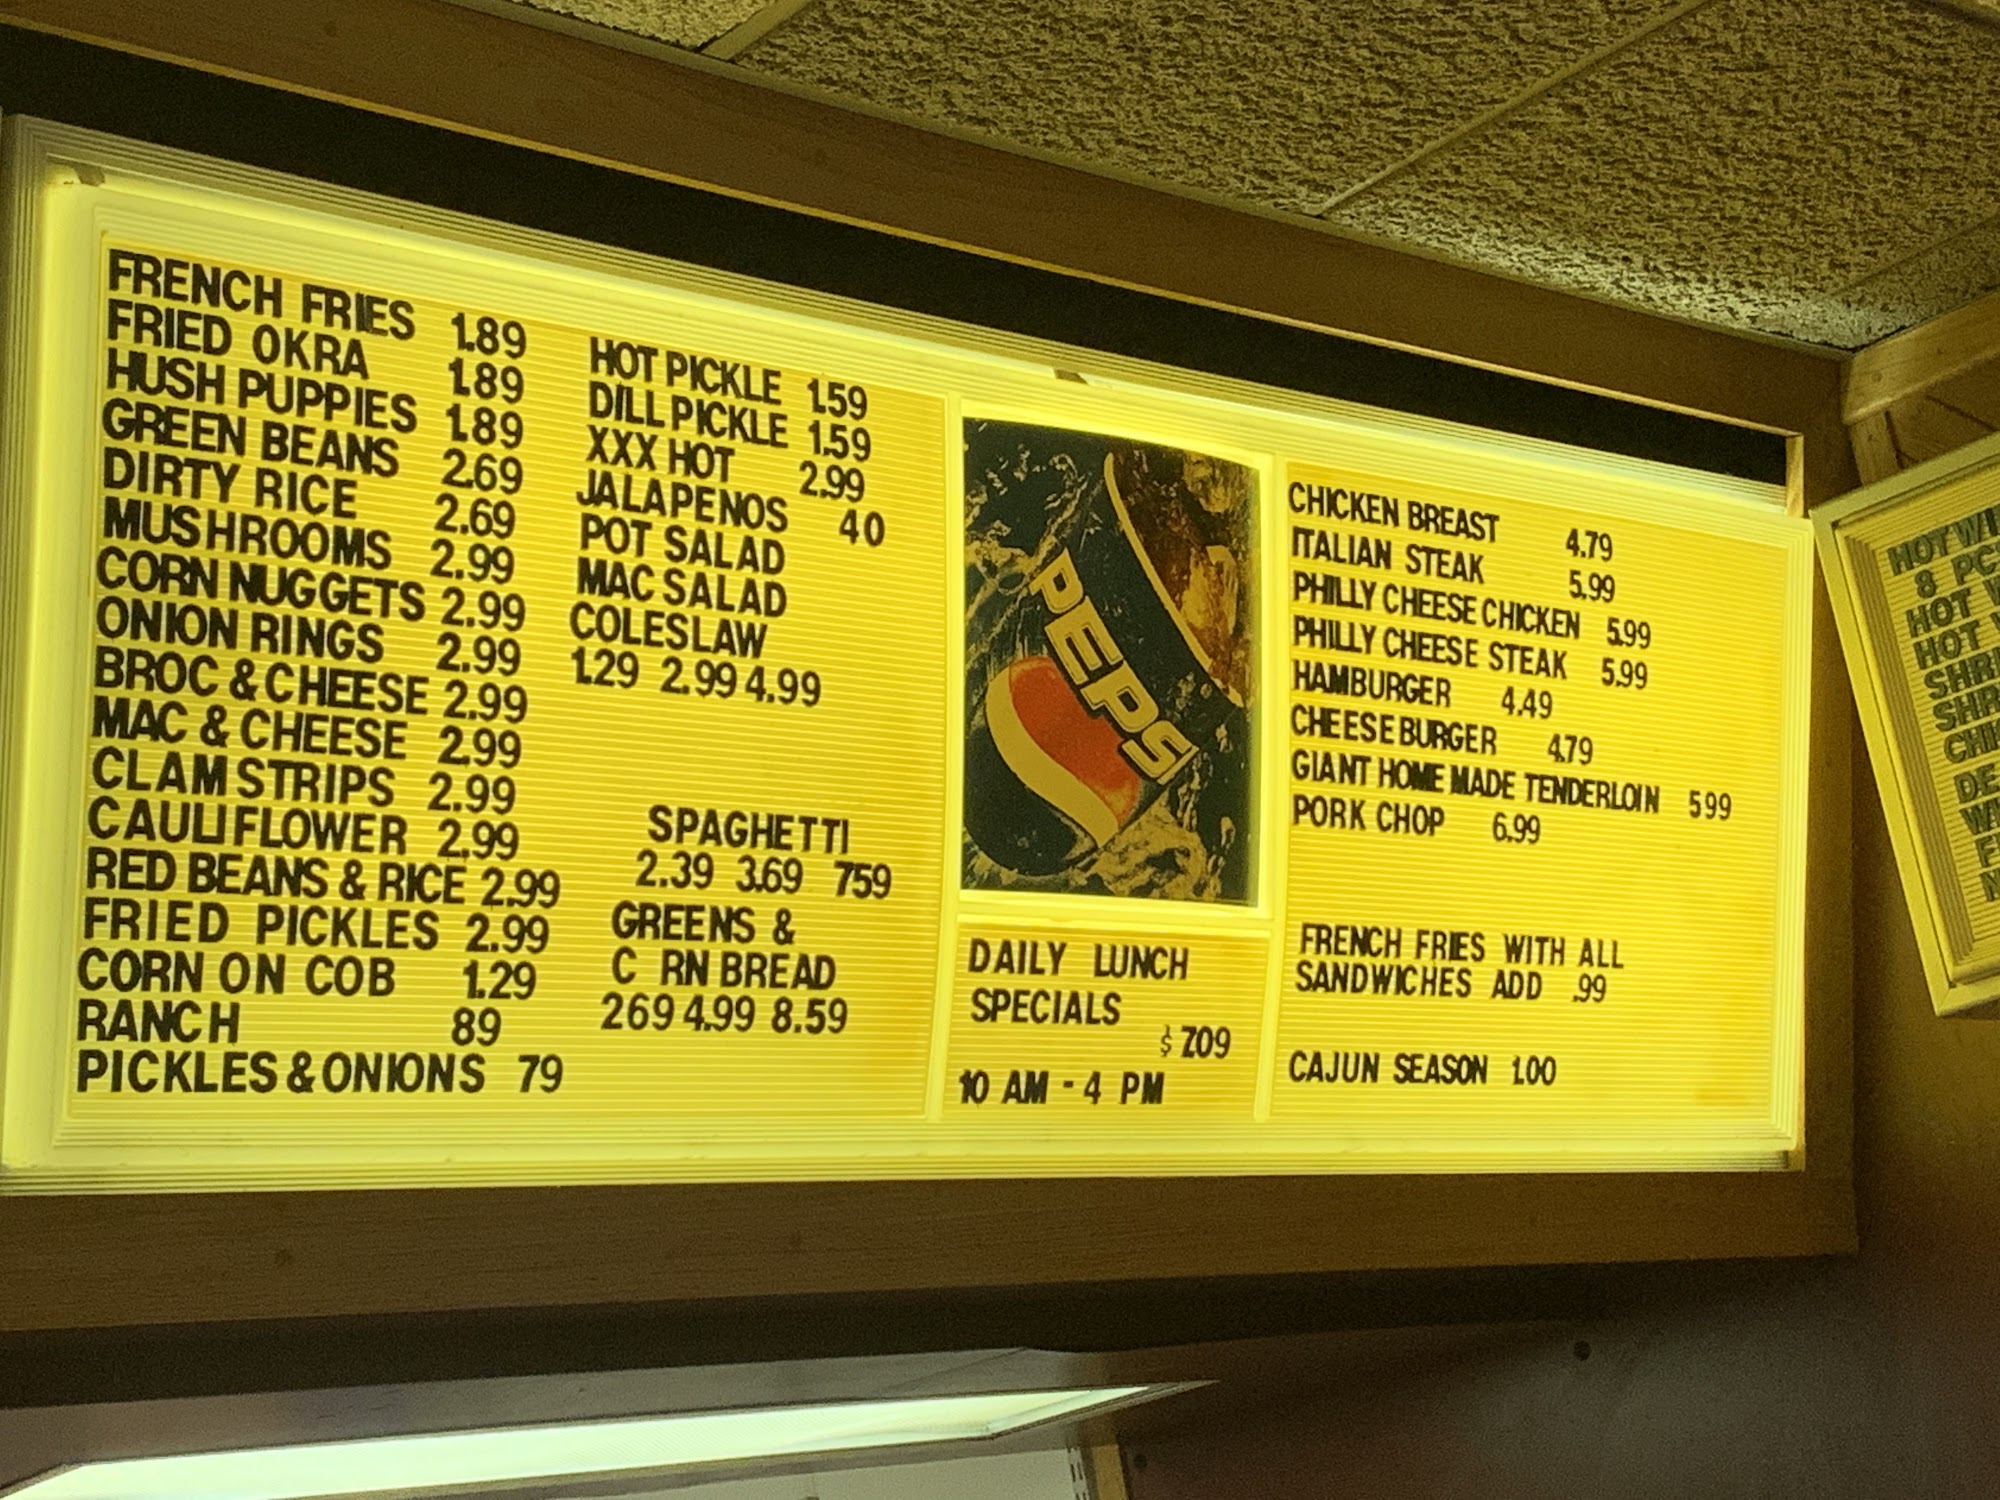 FRENCH FRIES 1.89
FRIED OKRA 1.89
HUSH PUPPIES 1.89
GREEN BEANS 2.69
DIRTY RICE 2.69
MUSHROOMS 2.99
CORN NUGGETS 2.99
ONION RINGS 2.99
BROC & CHEESE 2.99
MAC & CHEESE 2.99
CLAM STRIPS 2.99
CAULIFLOWER 2.99
RED BEANS & RICE 2.99
FRIED PICKLES 2.99
CORN ON COB 1.29
RANCH 89
PICKLES & ONIONS 79
HOT PICKLE 1.59
DILL PICKLE 1.59
XXX HOT 2.99
JALAPENOS 40
POT SALAD
MAC SALAD
COLESLAW
1.29 2.99 4.99
SPAGHETTI
2.39 3.69 759
GREENS &
C RN BREAD
269 4.99 8.59
PEPSI
DAILY LUNCH
SPECIALS
$ 7.09
10 AM - 4 PM
CHICKEN BREAST 4.79
ITALIAN STEAK 5.99
PHILLY CHEESE CHICKEN 5.99
PHILLY CHEESE STEAK 5.99
HAMBURGER 4.49
CHEESEBURGER 4.79
GIANT HOME MADE TENDERLOIN 599
PORK CHOP 6.99
FRENCH FRIES WITH ALL
SANDWICHES ADD .99
CAJUN SEASON 1.00
8 PC
HOT
HOT